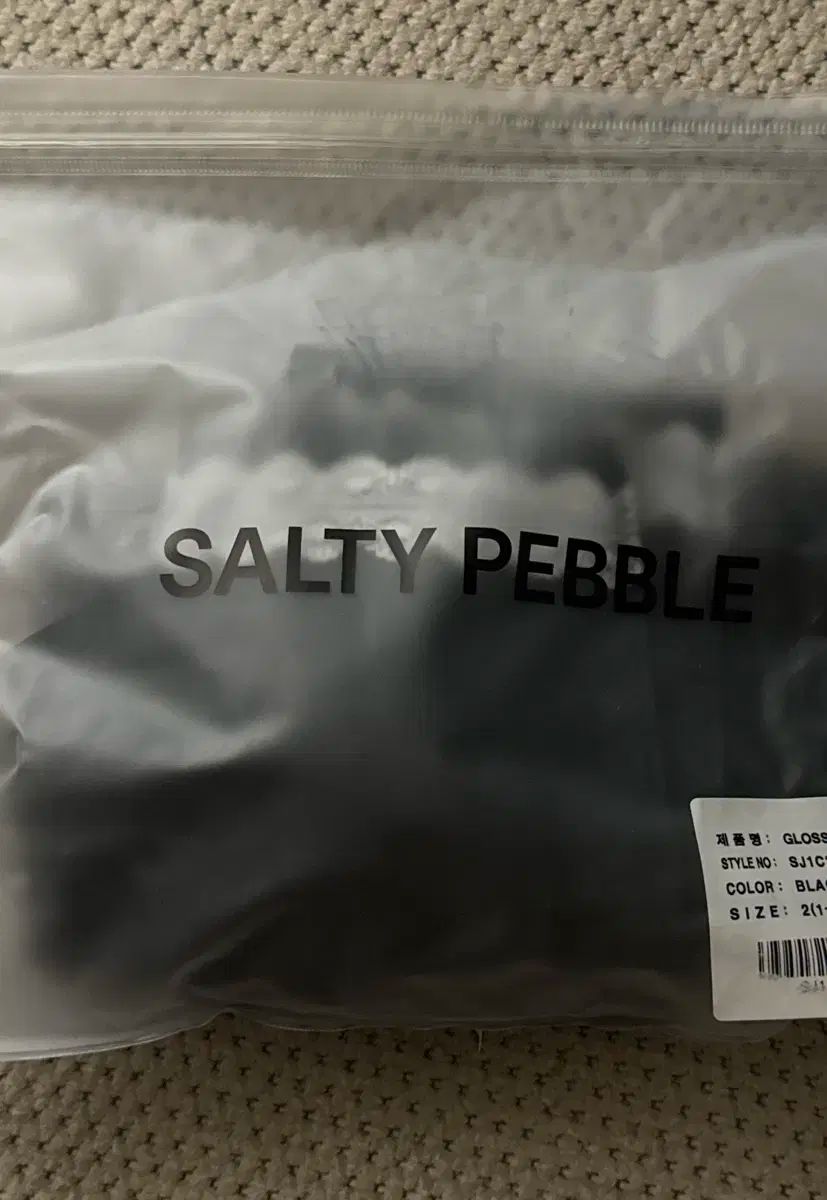 SALTY PEBBLE
제품명: GLOSS
STYLE NO: SJ1C
COLOR: BLA
SIZE: 2(1